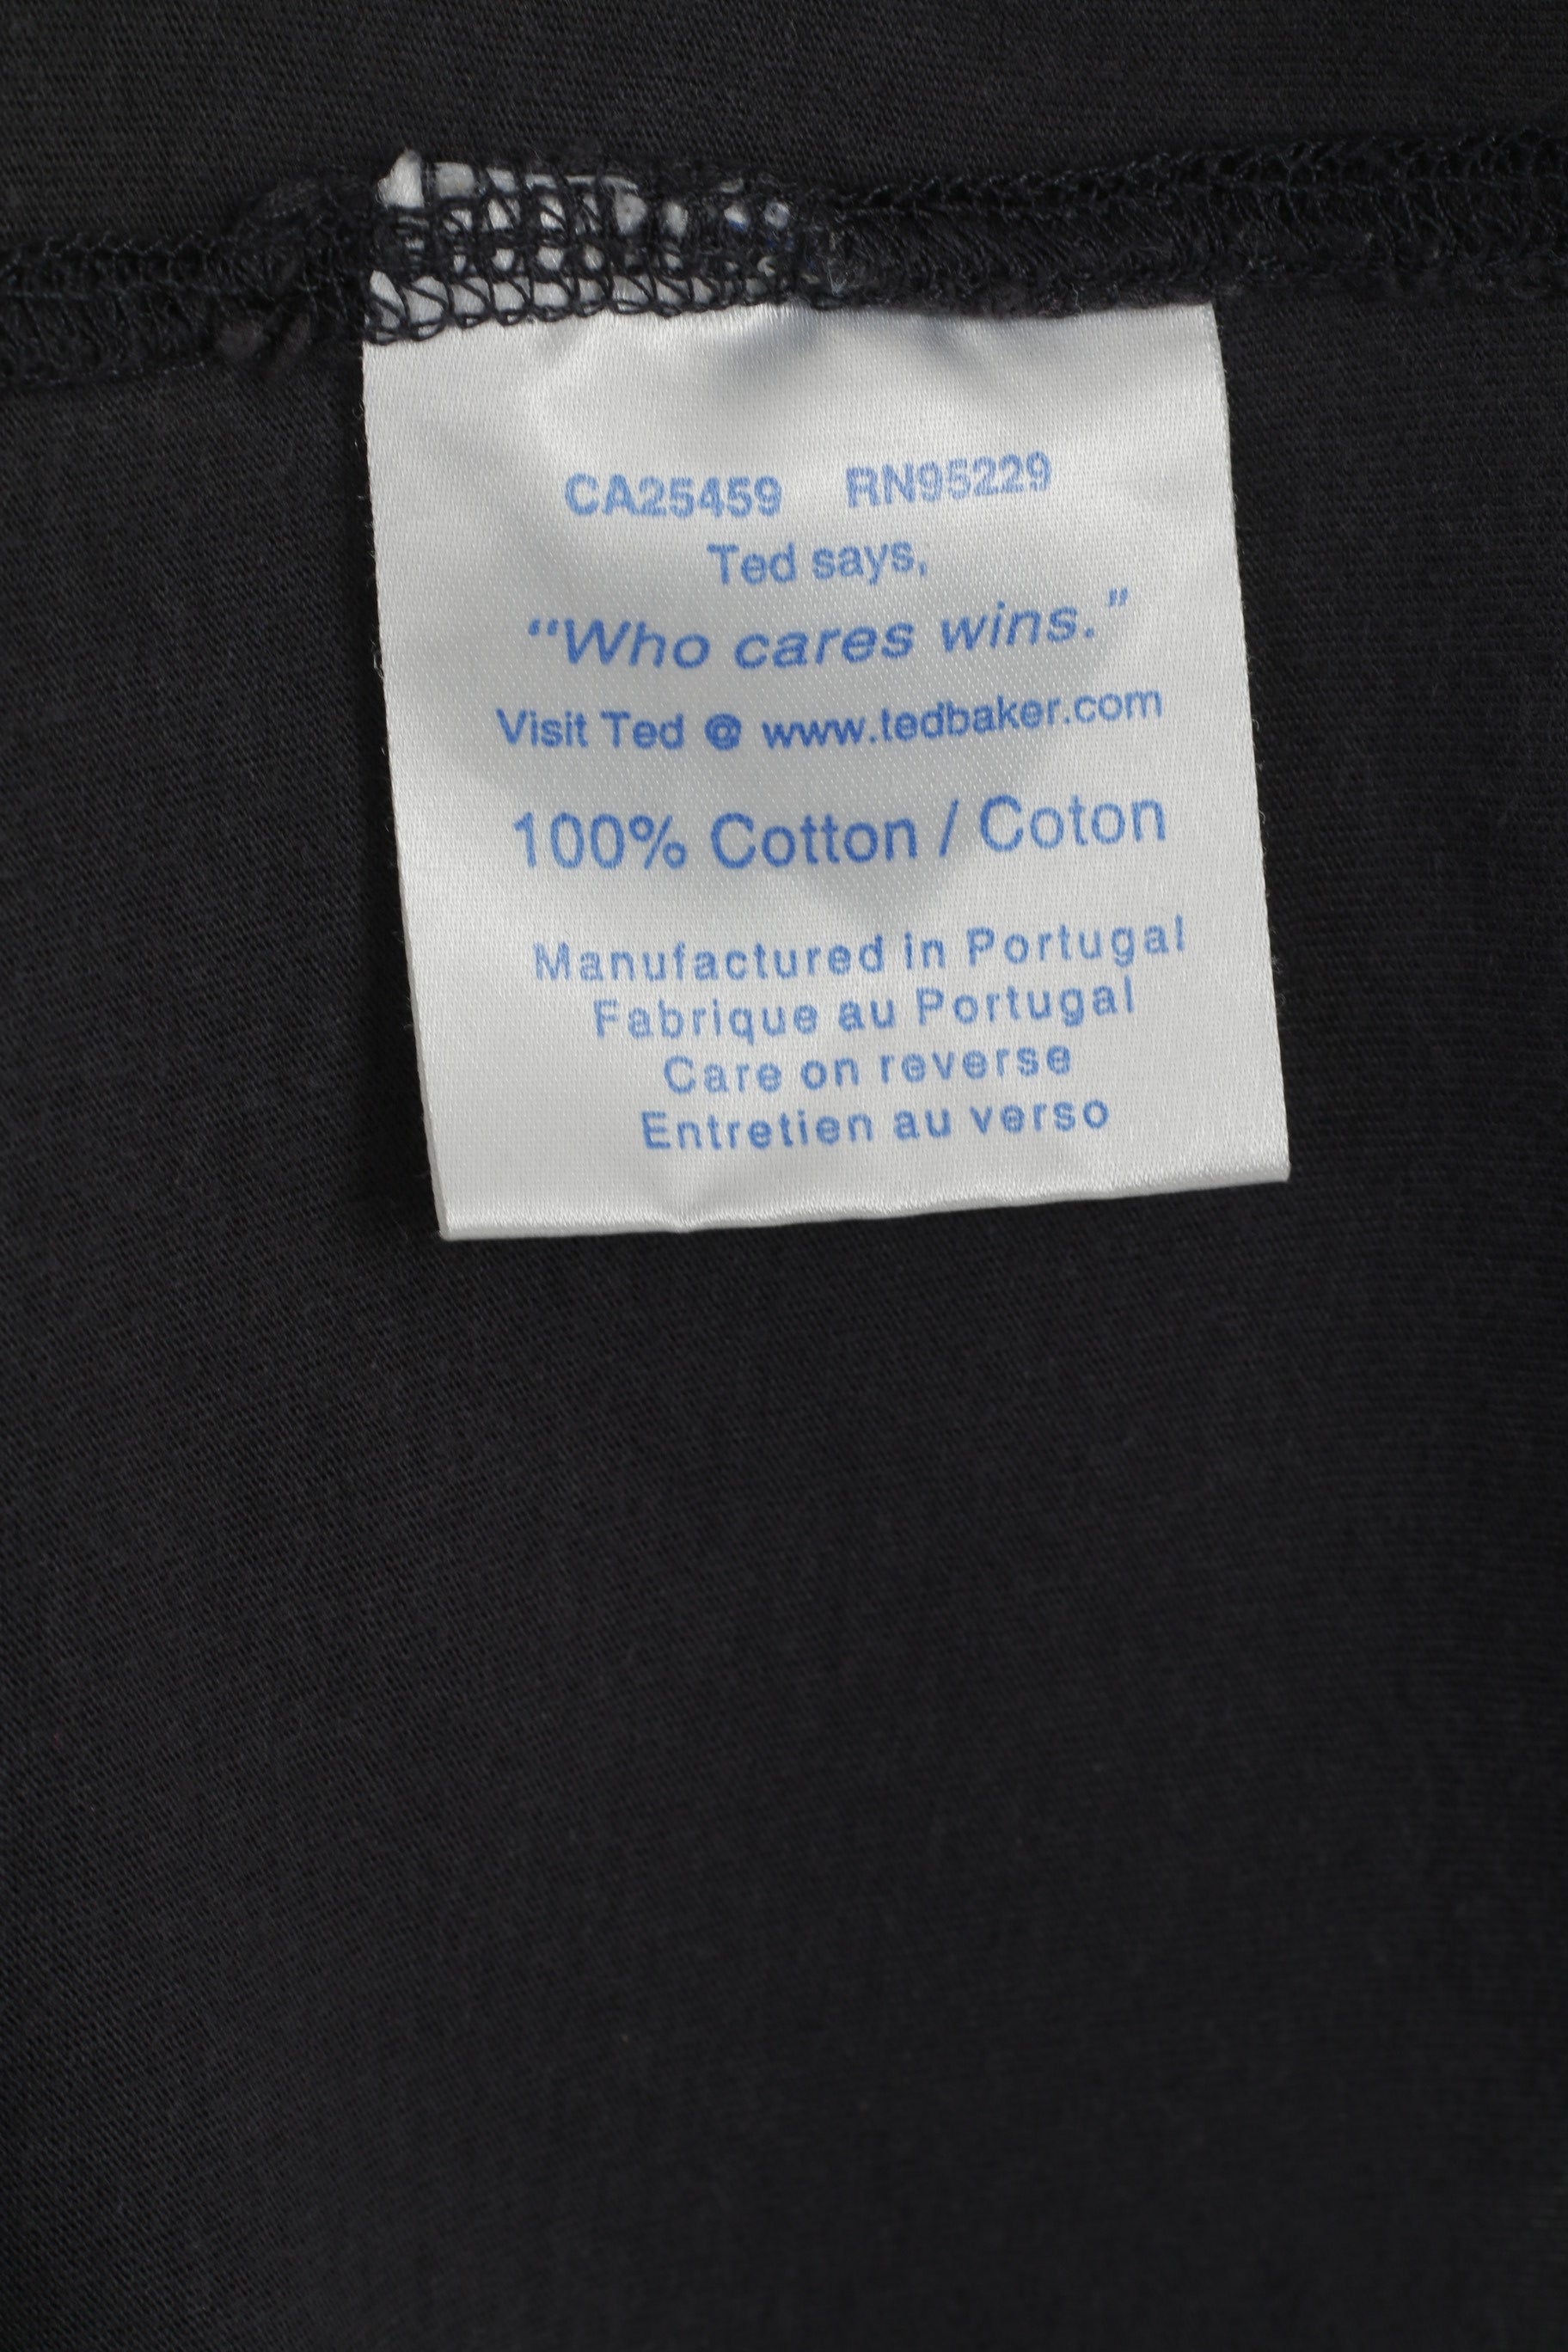 CA25459 RN95229
Ted says,
“Who cares wins.”
Visit Ted @ www.tedbaker.com
100% Cotton / Coton
Manufactured in Portugal
Fabrique au Portugal
Care on reverse
Entretien au verso